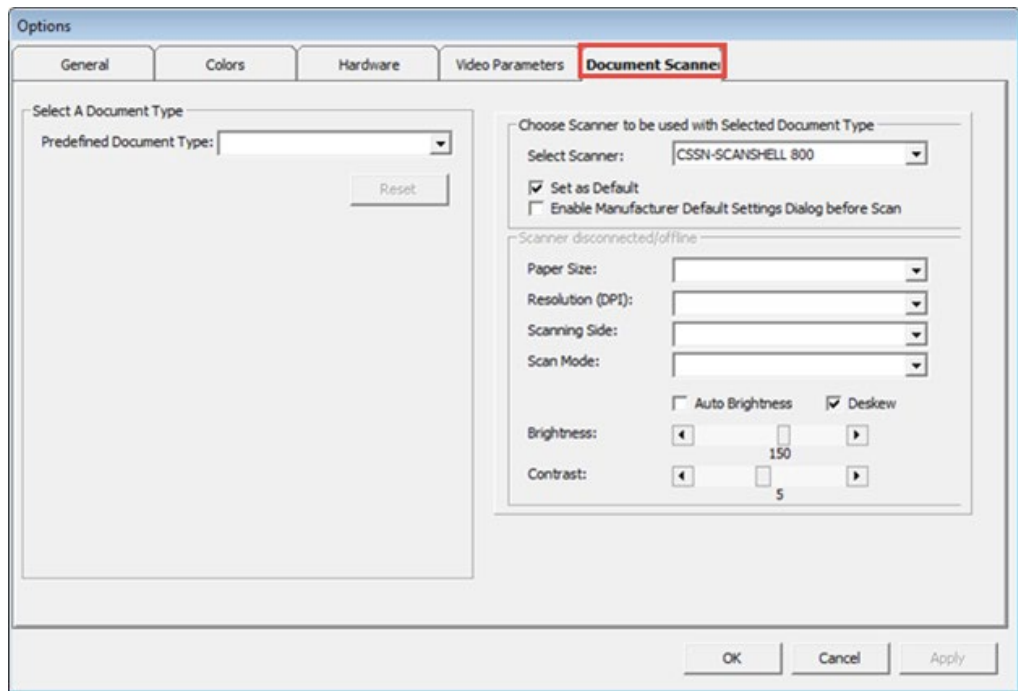 Options
General Colors Hardware Video Parameters Document Scanne
Select A Document Type
Predefined Document Type:
Reset
Choose Scanner to be used with Selected Document Type
Select Scanner: CSSN-SCANSHELL 800
Set as Default
Enable Manufacturer Default Settings Dialog before Scan
Scanner disconnected/offline
Paper Size:
Resolution (DPI):
Scanning Side:
Scan Mode:
Auto Brightness Deskew
Brightness:
150
Contrast:
5
OK Cancel Apply